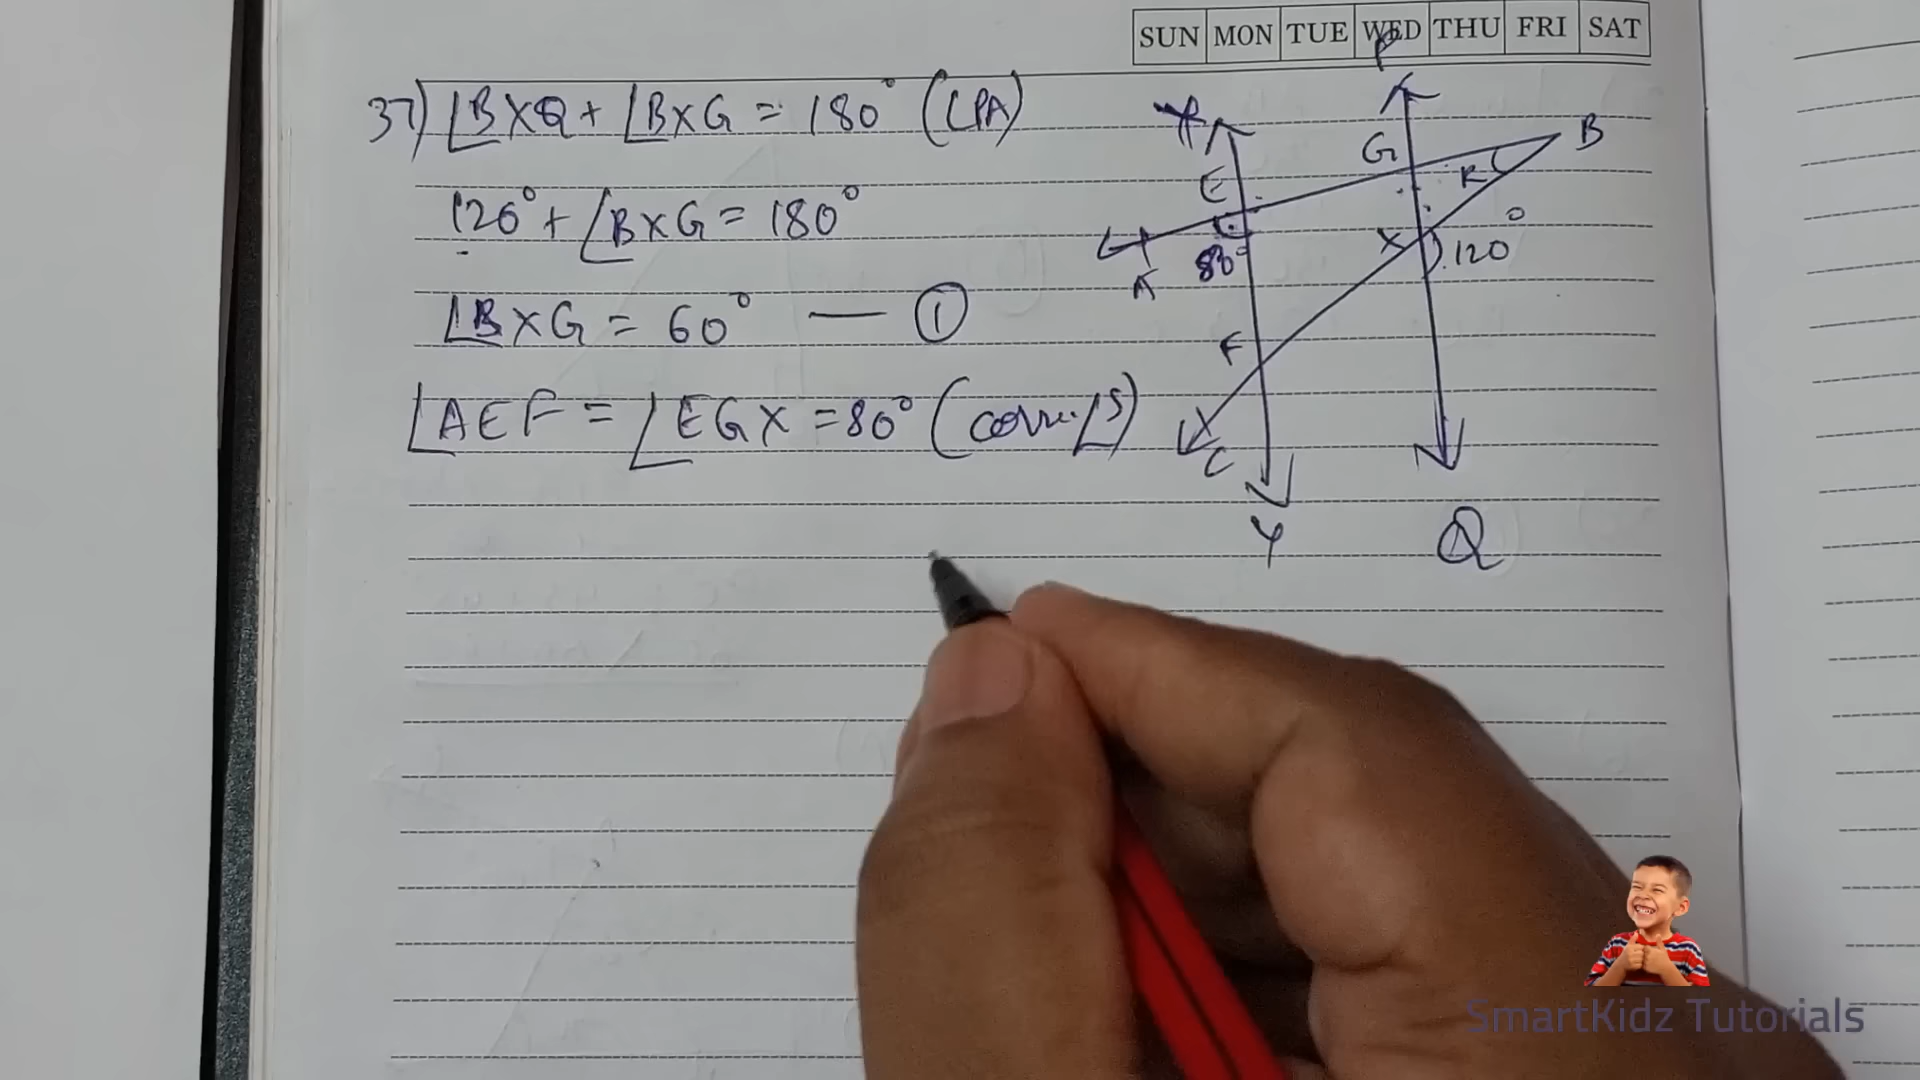 SUN MON TUE WED THU FRI SAT
37) ∠BXQ + ∠BXG = 180° (LPA)
120° + ∠BXG = 180°
∠BXG = 60° — ①
∠AEF = ∠EGX = 80° (corr.∠s)
P
E
G
B
K
A
80°
X
120°
F
C
Y
Q
SmartKidz Tutorials